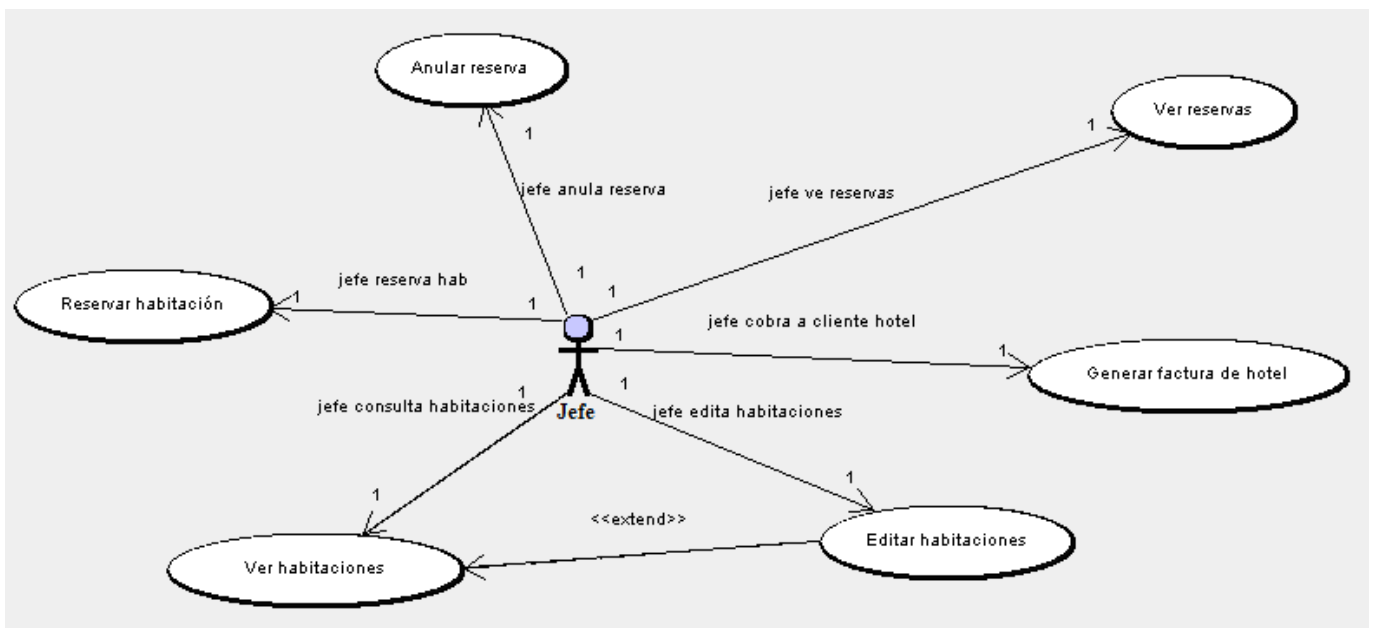 Anular reserva
1
Ver reservas
1
jefe anula reserva
jefe ve reservas
Reservar habitación
1
jefe reserva hab
1
1
1
jefe cobra a cliente hotel
1
1
Generar factura de hotel
jefe consulta habitaciones
1
Jefe
1
jefe edita habitaciones
1
1
<<extend>>
Ver habitaciones
Editar habitaciones